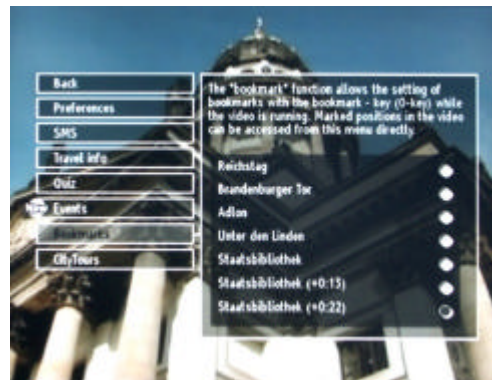 Back
Preferences
SMS
Travel info
Quiz
Events
Bookmarks
CityTours
The "bookmark" function allows the setting of
bookmarks with the bookmark - key (0-key) while
the video is running. Marked positions in the video
can be accessed from this menu directly.
Reichstag
Brandenburger Tor
Adlon
Unter den Linden
Staatsbibliothek
Staatsbibliothek (+0:13)
Staatsbibliothek (+0:22)